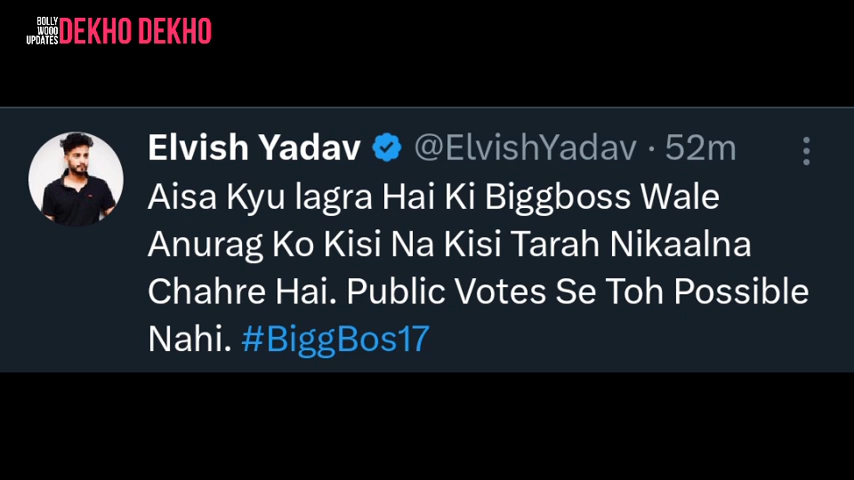 BOLLY
WOOD
UPDATES
DEKHO DEKHO
Elvish Yadav @ElvishYadav · 52m
Aisa Kyu lagra Hai Ki Biggboss Wale
Anurag Ko Kisi Na Kisi Tarah Nikaalna
Chahre Hai. Public Votes Se Toh Possible
Nahi. #BiggBos17